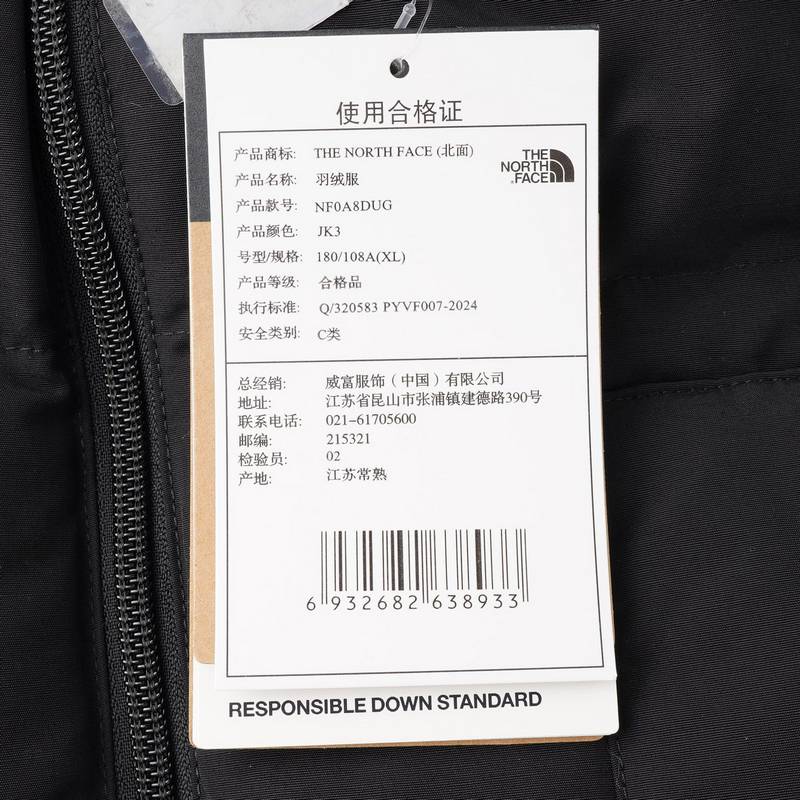 使用合格证
产品商标: THE NORTH FACE (北面)
产品名称: 羽绒服
产品款号: NF0A8DUG
产品颜色: JK3
号型/规格: 180/108A(XL)
产品等级: 合格品
执行标准: Q/320583 PYVF007-2024
安全类别: C类
THE
NORTH
FACE
总经销: 威富服饰（中国）有限公司
地址: 江苏省昆山市张浦镇建德路390号
联系电话: 021-61705600
邮编: 215321
检验员: 02
产地: 江苏常熟
6 932682 638933
RESPONSIBLE DOWN STANDARD